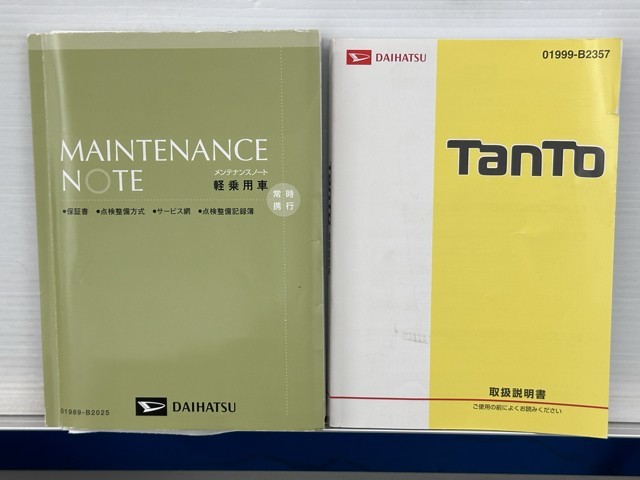 MAINTENANCE
NOTE
メンテナンスノート
軽乗用車
常時
携行
●保証書 ●点検整備方式 ●サービス網 ●点検整備記録簿
01989-B2025
DAIHATSU
DAIHATSU
01999-B2357
TanTo
取扱説明書
ご使用の前によくお読みください